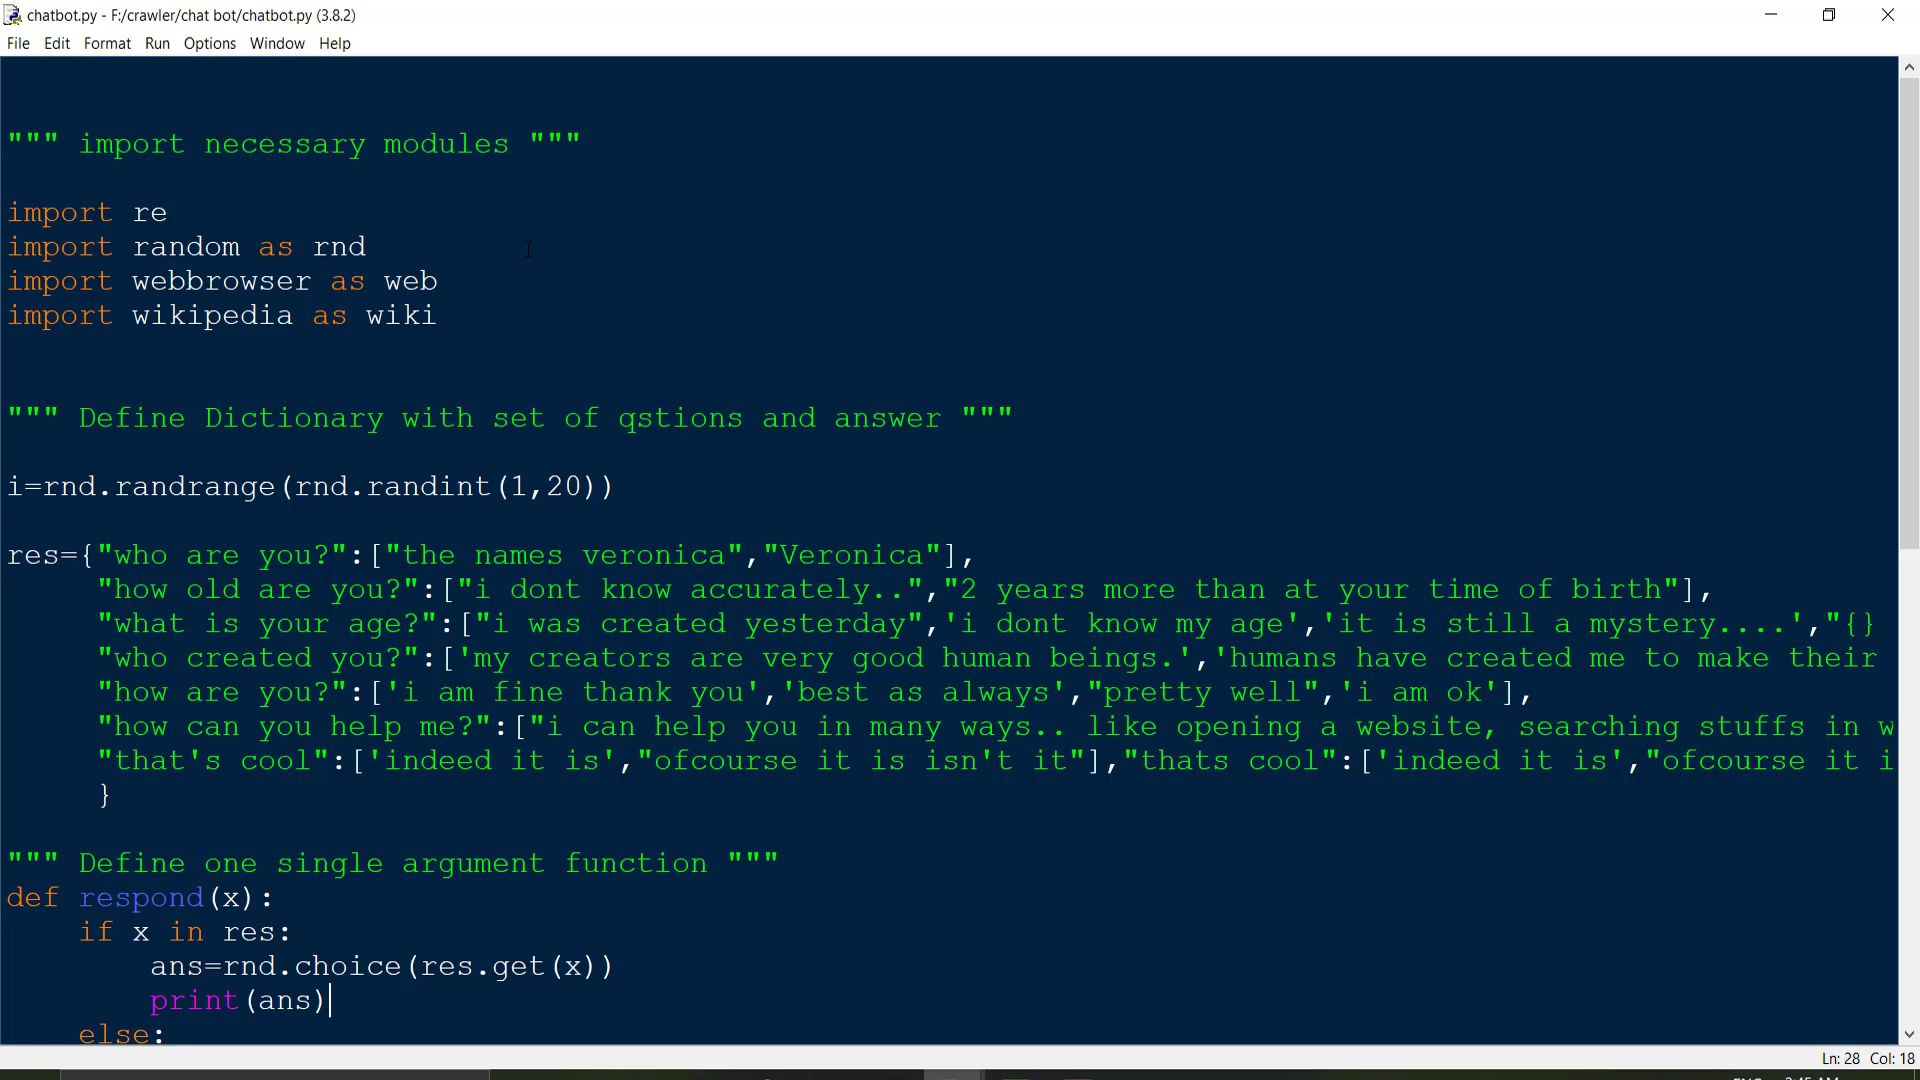 chatbot.py - F:/crawler/chat bot/chatbot.py (3.8.2)
File Edit Format Run Options Window Help
""" import necessary modules """
import re
import random as rnd
import webbrowser as web
import wikipedia as wiki
""" Define Dictionary with set of qstions and answer """
i=rnd.randrange(rnd.randint(1,20))
res={"who are you?":["the names veronica","Veronica"],
"how old are you?":["i dont know accurately..","2 years more than at your time of birth"],
"what is your age?":["i was created yesterday",'i dont know my age','it is still a mystery....',"{}
"who created you?":['my creators are very good human beings.','humans have created me to make their
"how are you?":['i am fine thank you','best as always',"pretty well",'i am ok'],
"how can you help me?":["i can help you in many ways.. like opening a website, searching stuffs in w
"that's cool":['indeed it is',"ofcourse it is isn't it"],"thats cool":['indeed it is',"ofcourse it i
}
""" Define one single argument function """
def respond(x):
if x in res:
ans=rnd.choice(res.get(x))
print(ans)
else:
Ln: 28 Col: 18